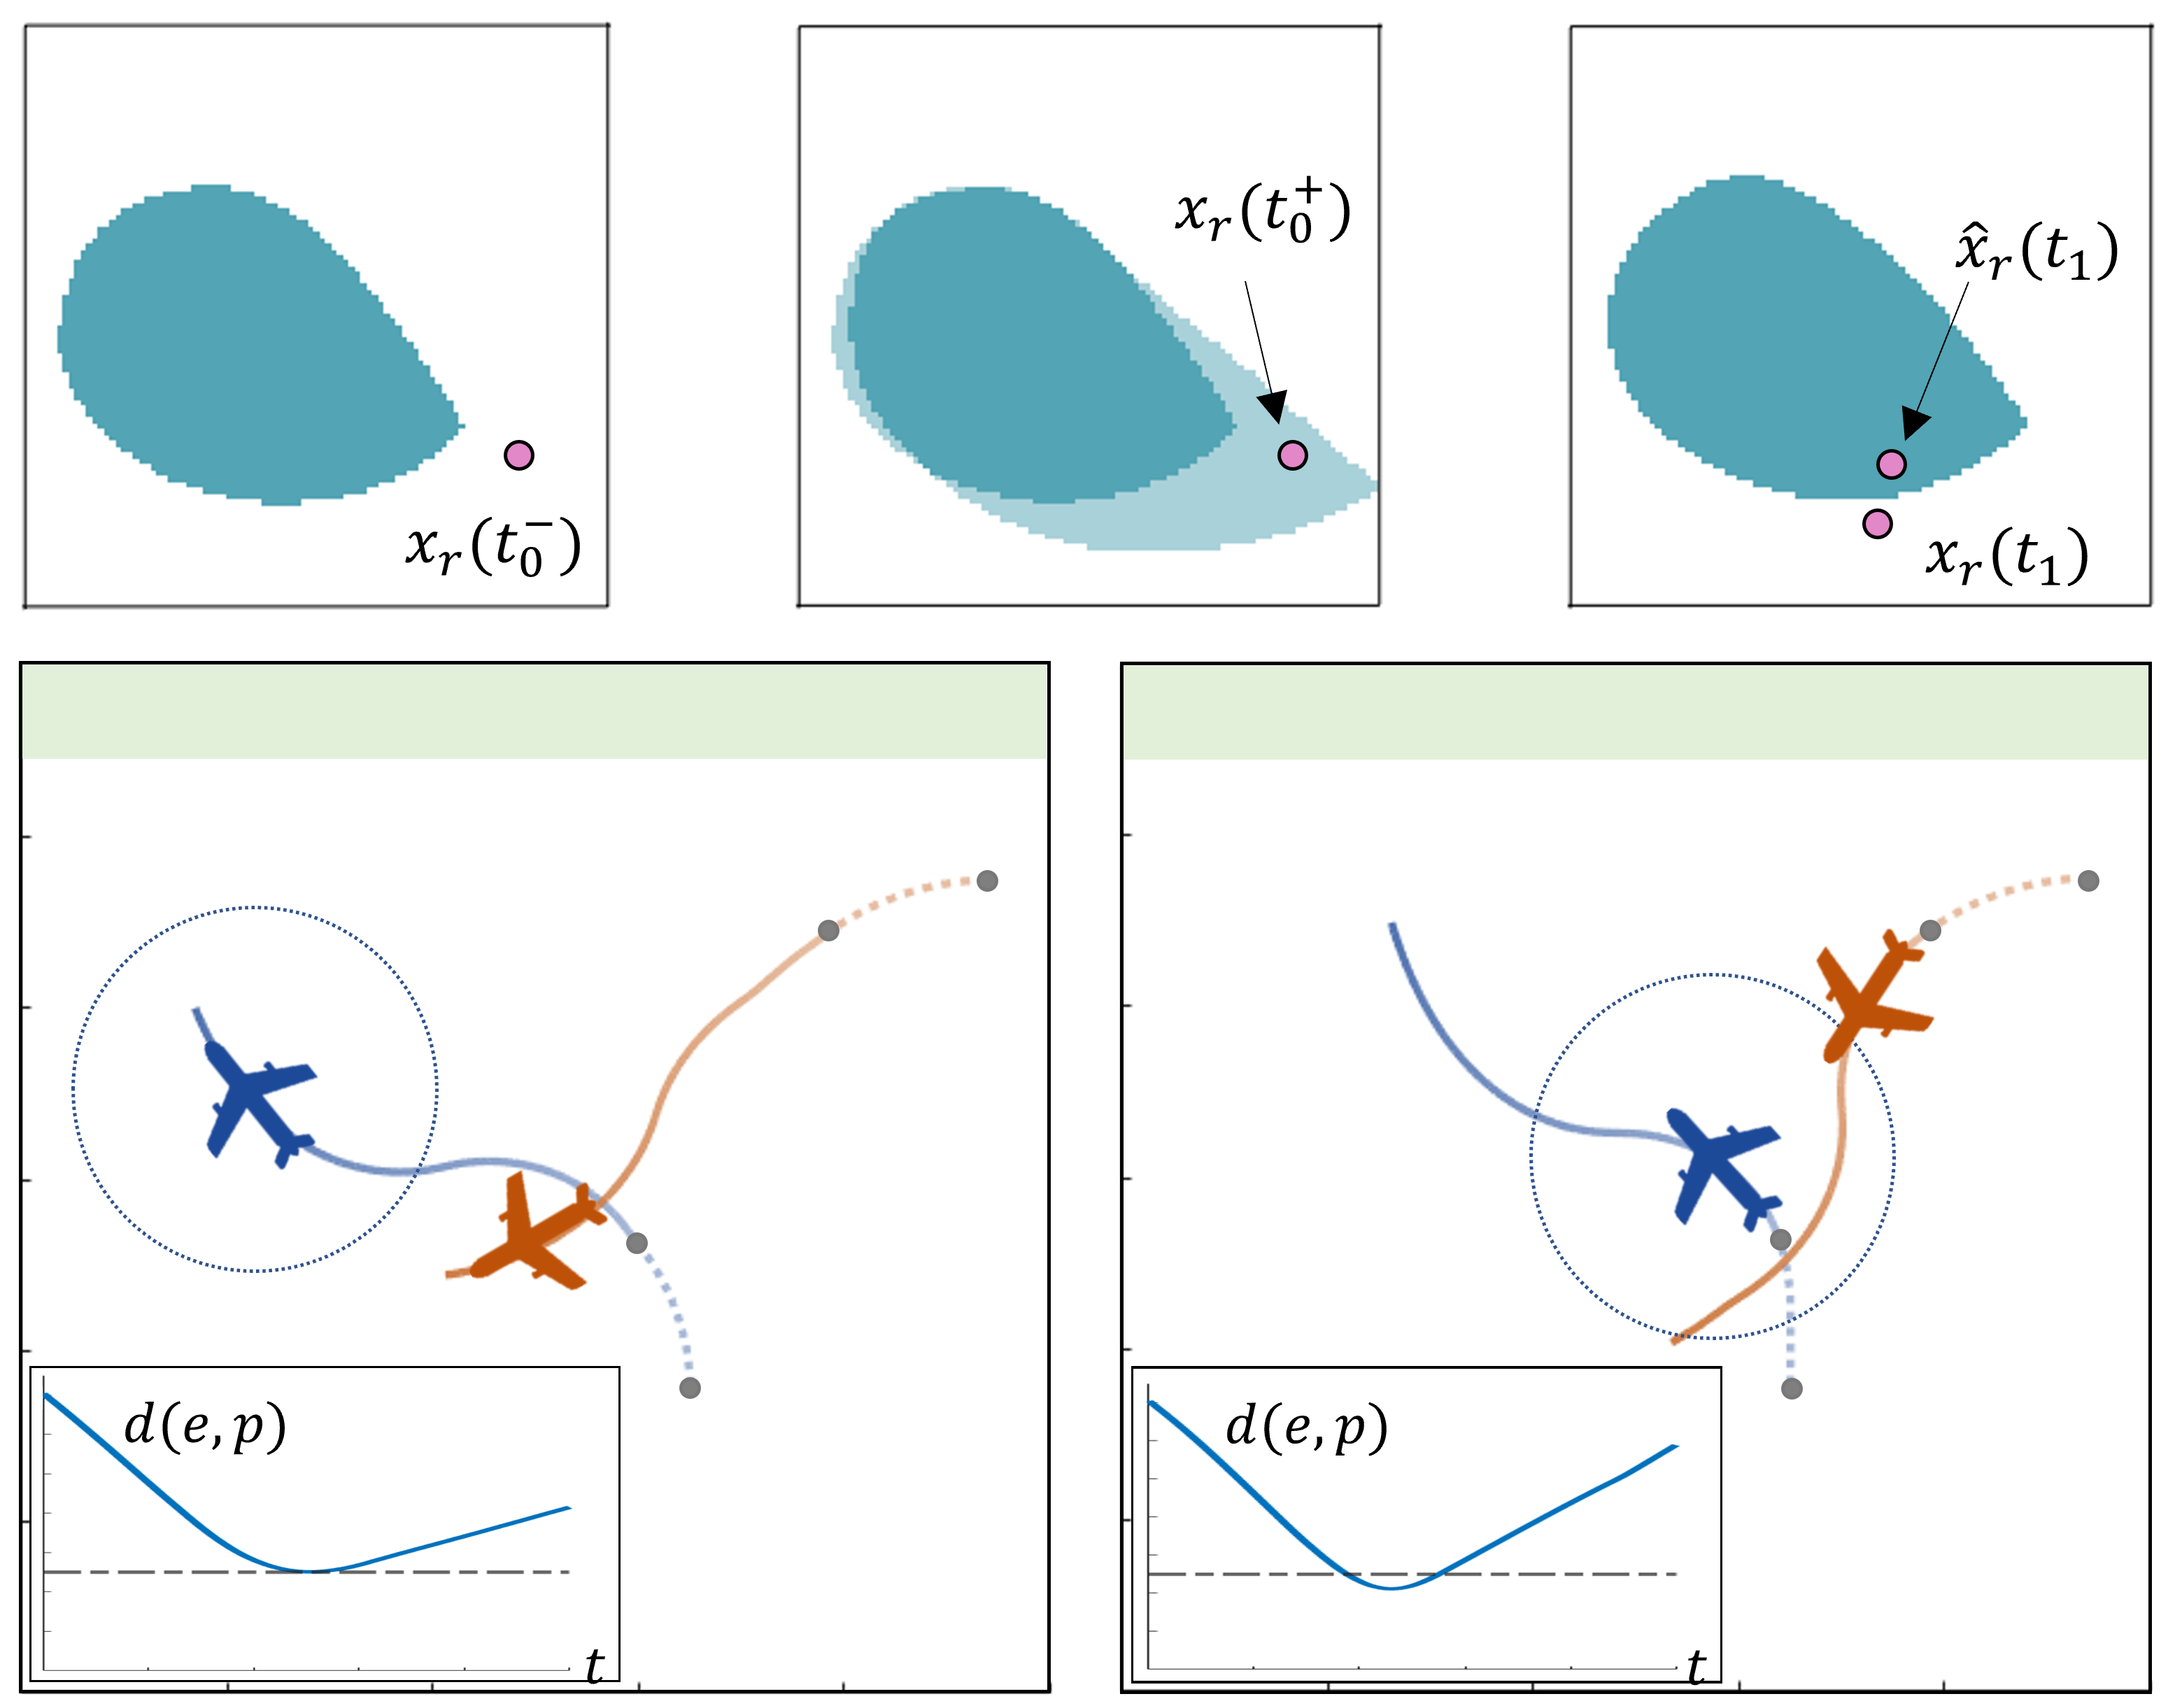 x_r(t_0^+)
x̂_r(t_1)
x_r(t_0^−)
x_r(t_1)
d(e,p)
t
d(e,p)
t